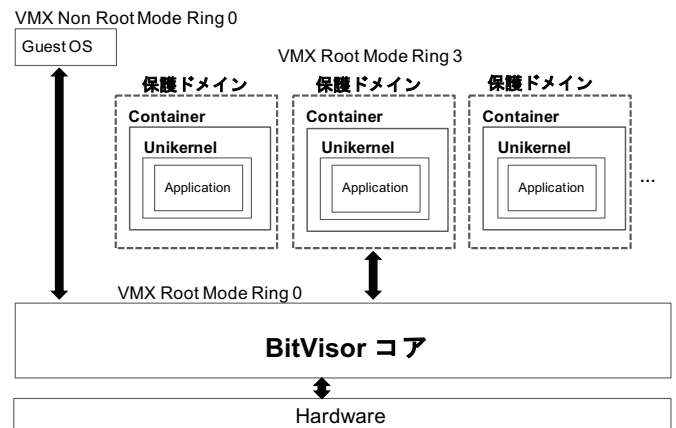 VMX Non Root Mode Ring 0
Guest OS
VMX Root Mode Ring 3
保護ドメイン 保護ドメイン 保護ドメイン
Container Container Container
Unikernel Unikernel Unikernel
Application Application Application
...
VMX Root Mode Ring 0
BitVisor コア
Hardware